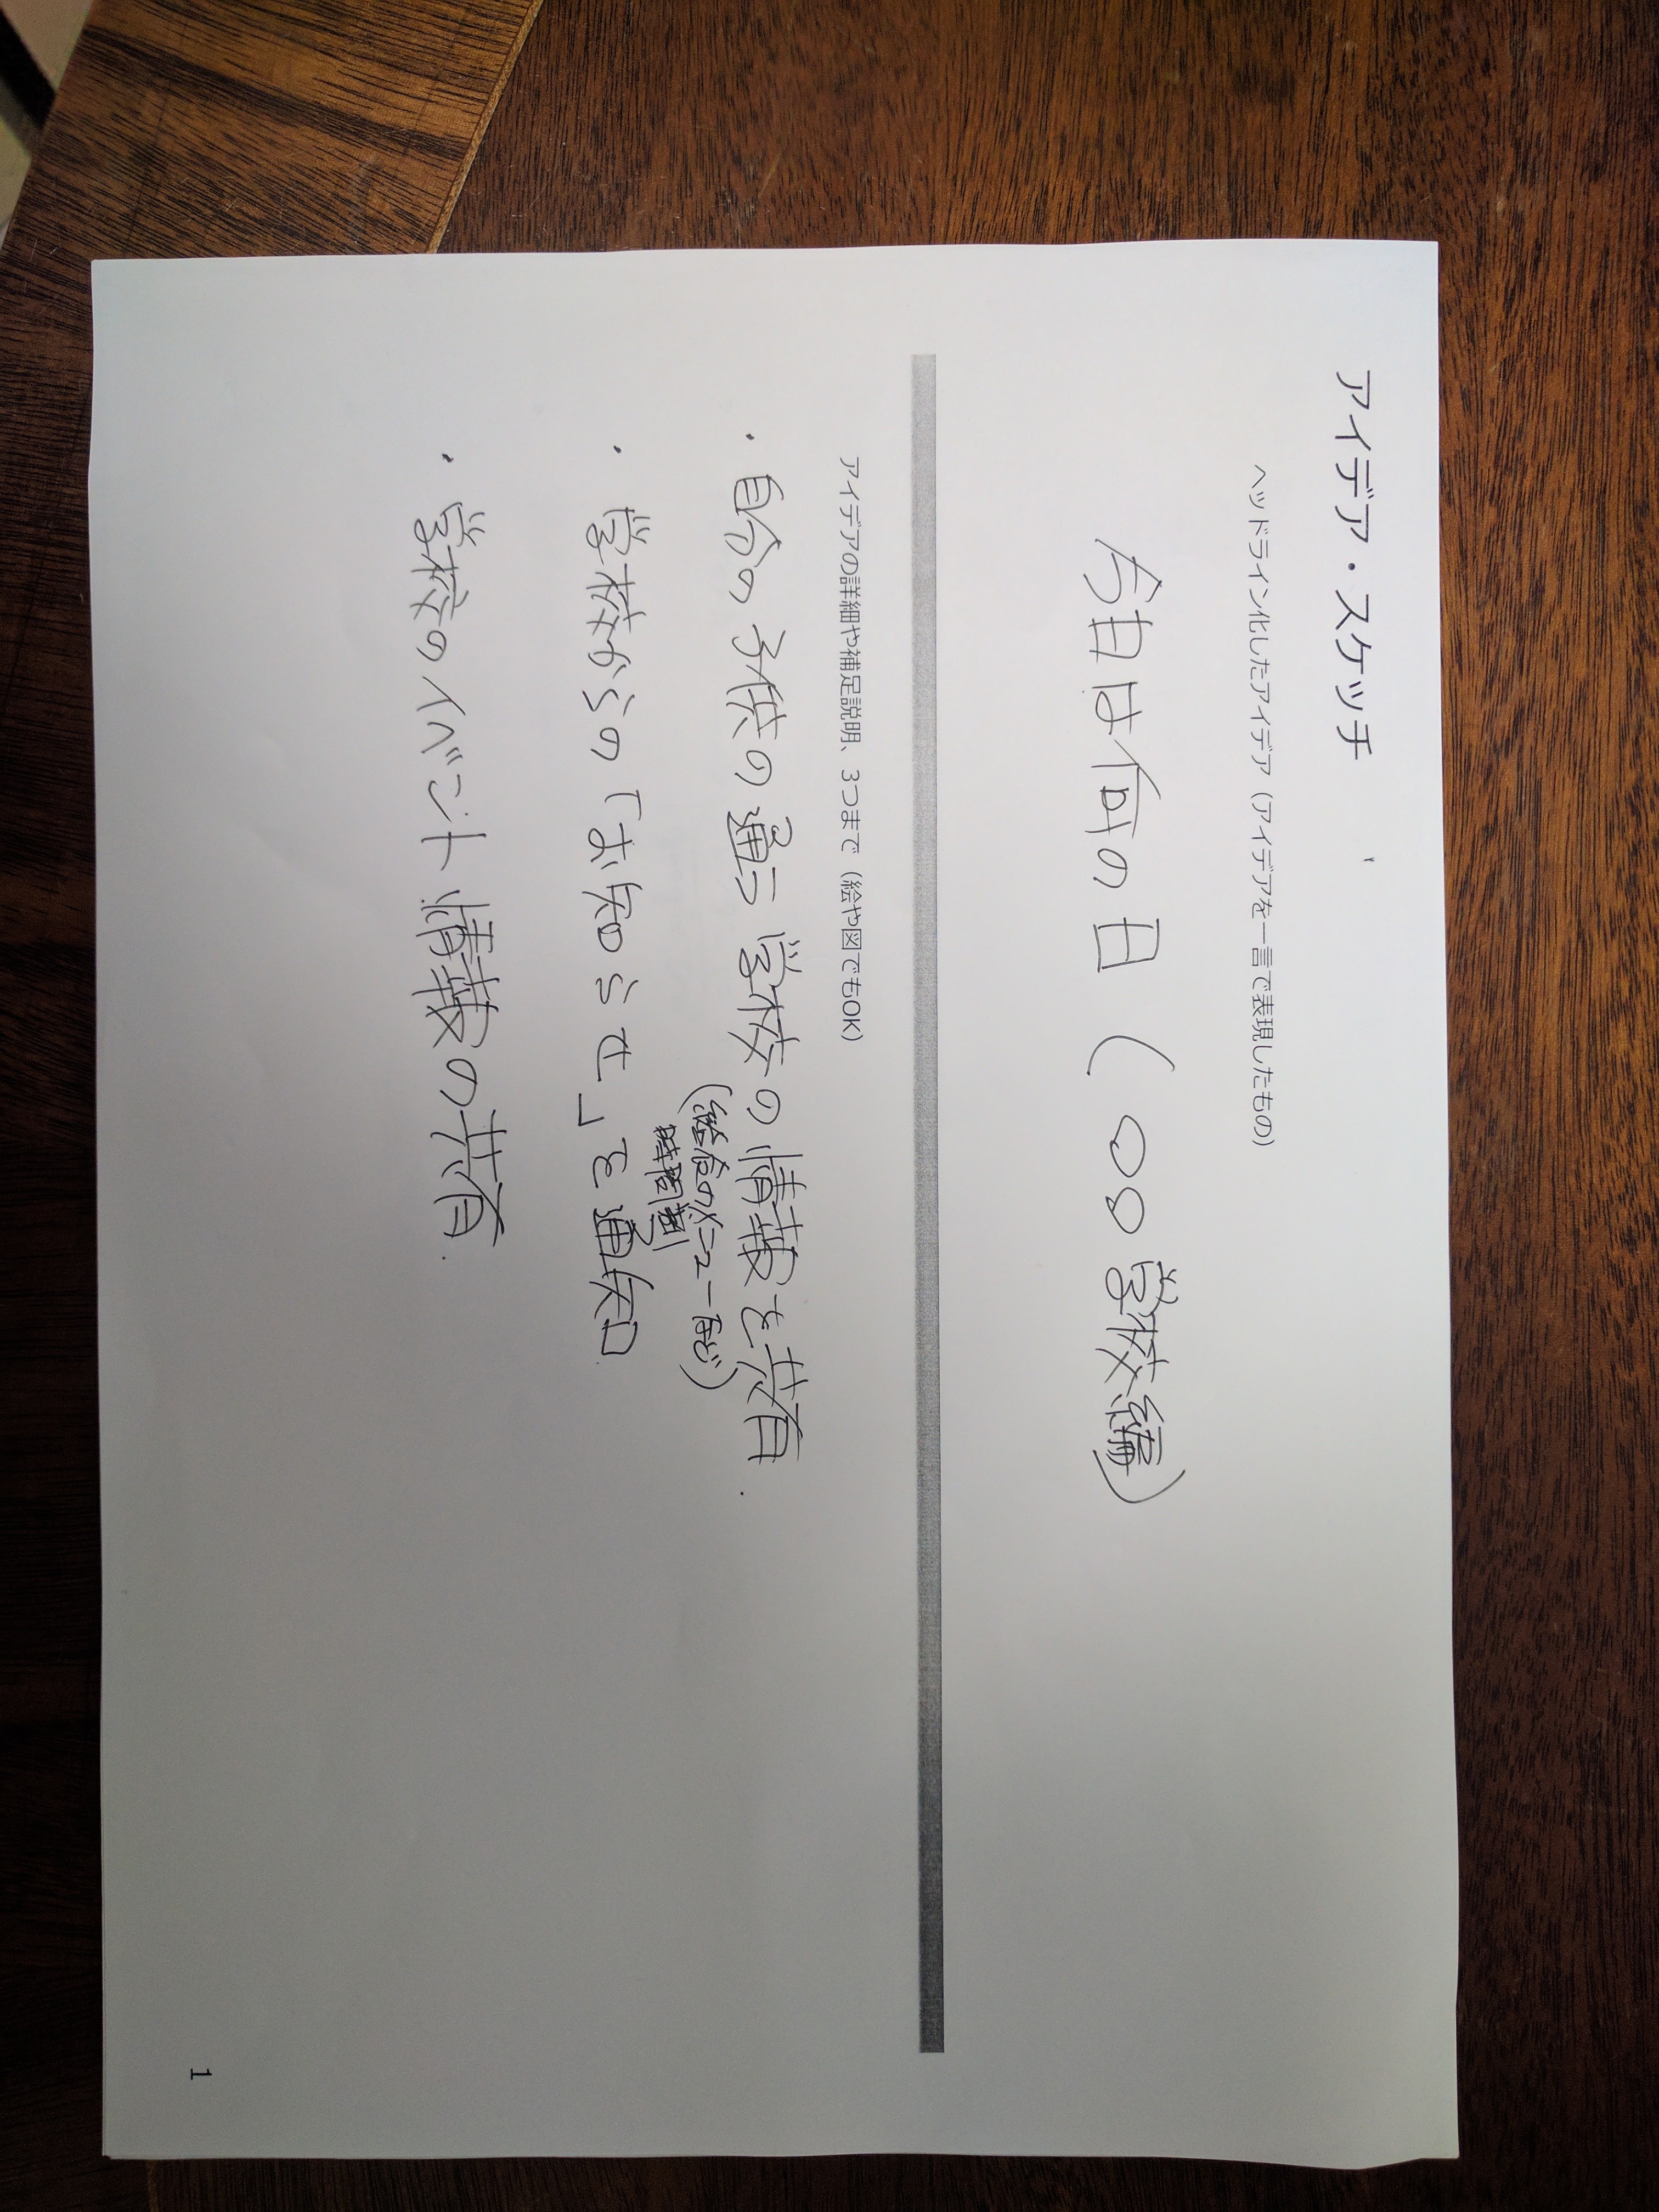 アイデア・スケッチ
ヘッドライン化したアイデア（アイデアを一言で表現したもの）
今日は何の日（○○学校編）
アイデアの詳細や補足説明、3つまで（絵や図でもOK）
・自分の子供の通う学校の情報を共有.
（給食のメニュー etc）
時間割
・学校からの「お知らせ」を通知
・学校のイベント情報の共有.
1